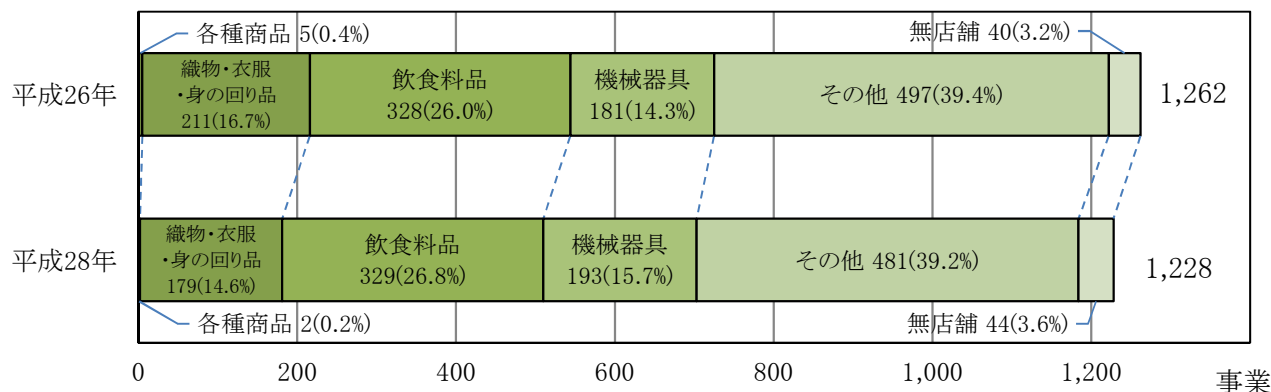 各種商品 5(0.4%)
無店舗 40(3.2%)
平成26年
織物・衣服
・身の回り品
211(16.7%)
飲食料品
328(26.0%)
機械器具
181(14.3%)
その他 497(39.4%)
1,262
平成28年
織物・衣服
・身の回り品
179(14.6%)
飲食料品
329(26.8%)
機械器具
193(15.7%)
その他 481(39.2%)
1,228
各種商品 2(0.2%)
無店舗 44(3.6%)
0
200
400
600
800
1,000
1,200
事業